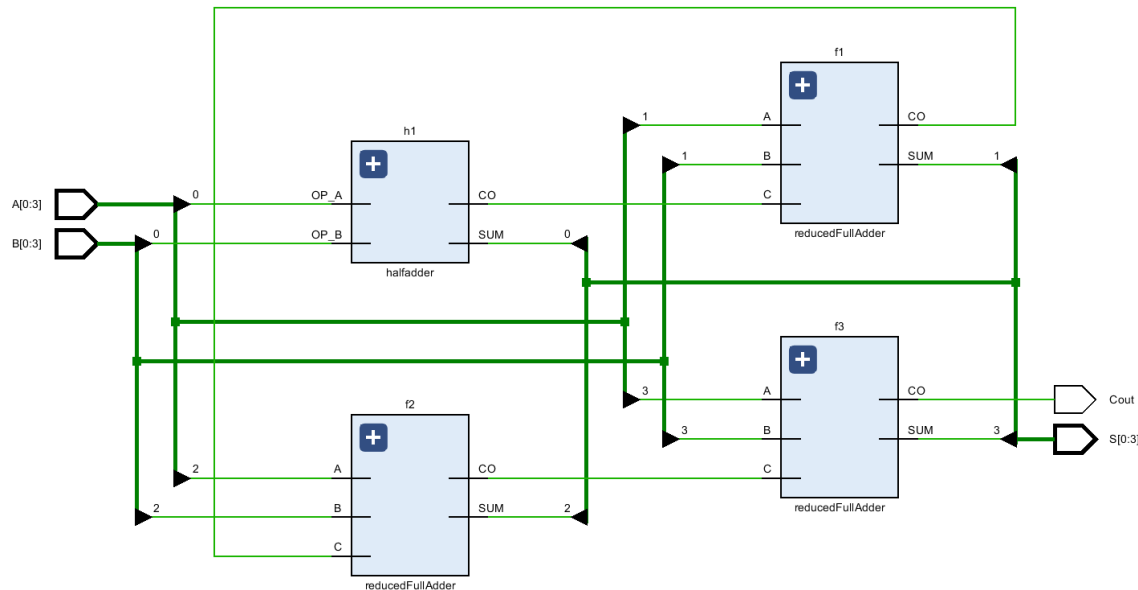 f1
A
CO
1
B
SUM
1
1
C
reducedFullAdder
h1
A[0:3]
0
OP_A
CO
B[0:3]
0
OP_B
SUM
0
halfadder
f3
A
CO
3
Cout
B
SUM
3
3
S[0:3]
C
reducedFullAdder
f2
2
A
CO
2
B
SUM
2
C
reducedFullAdder